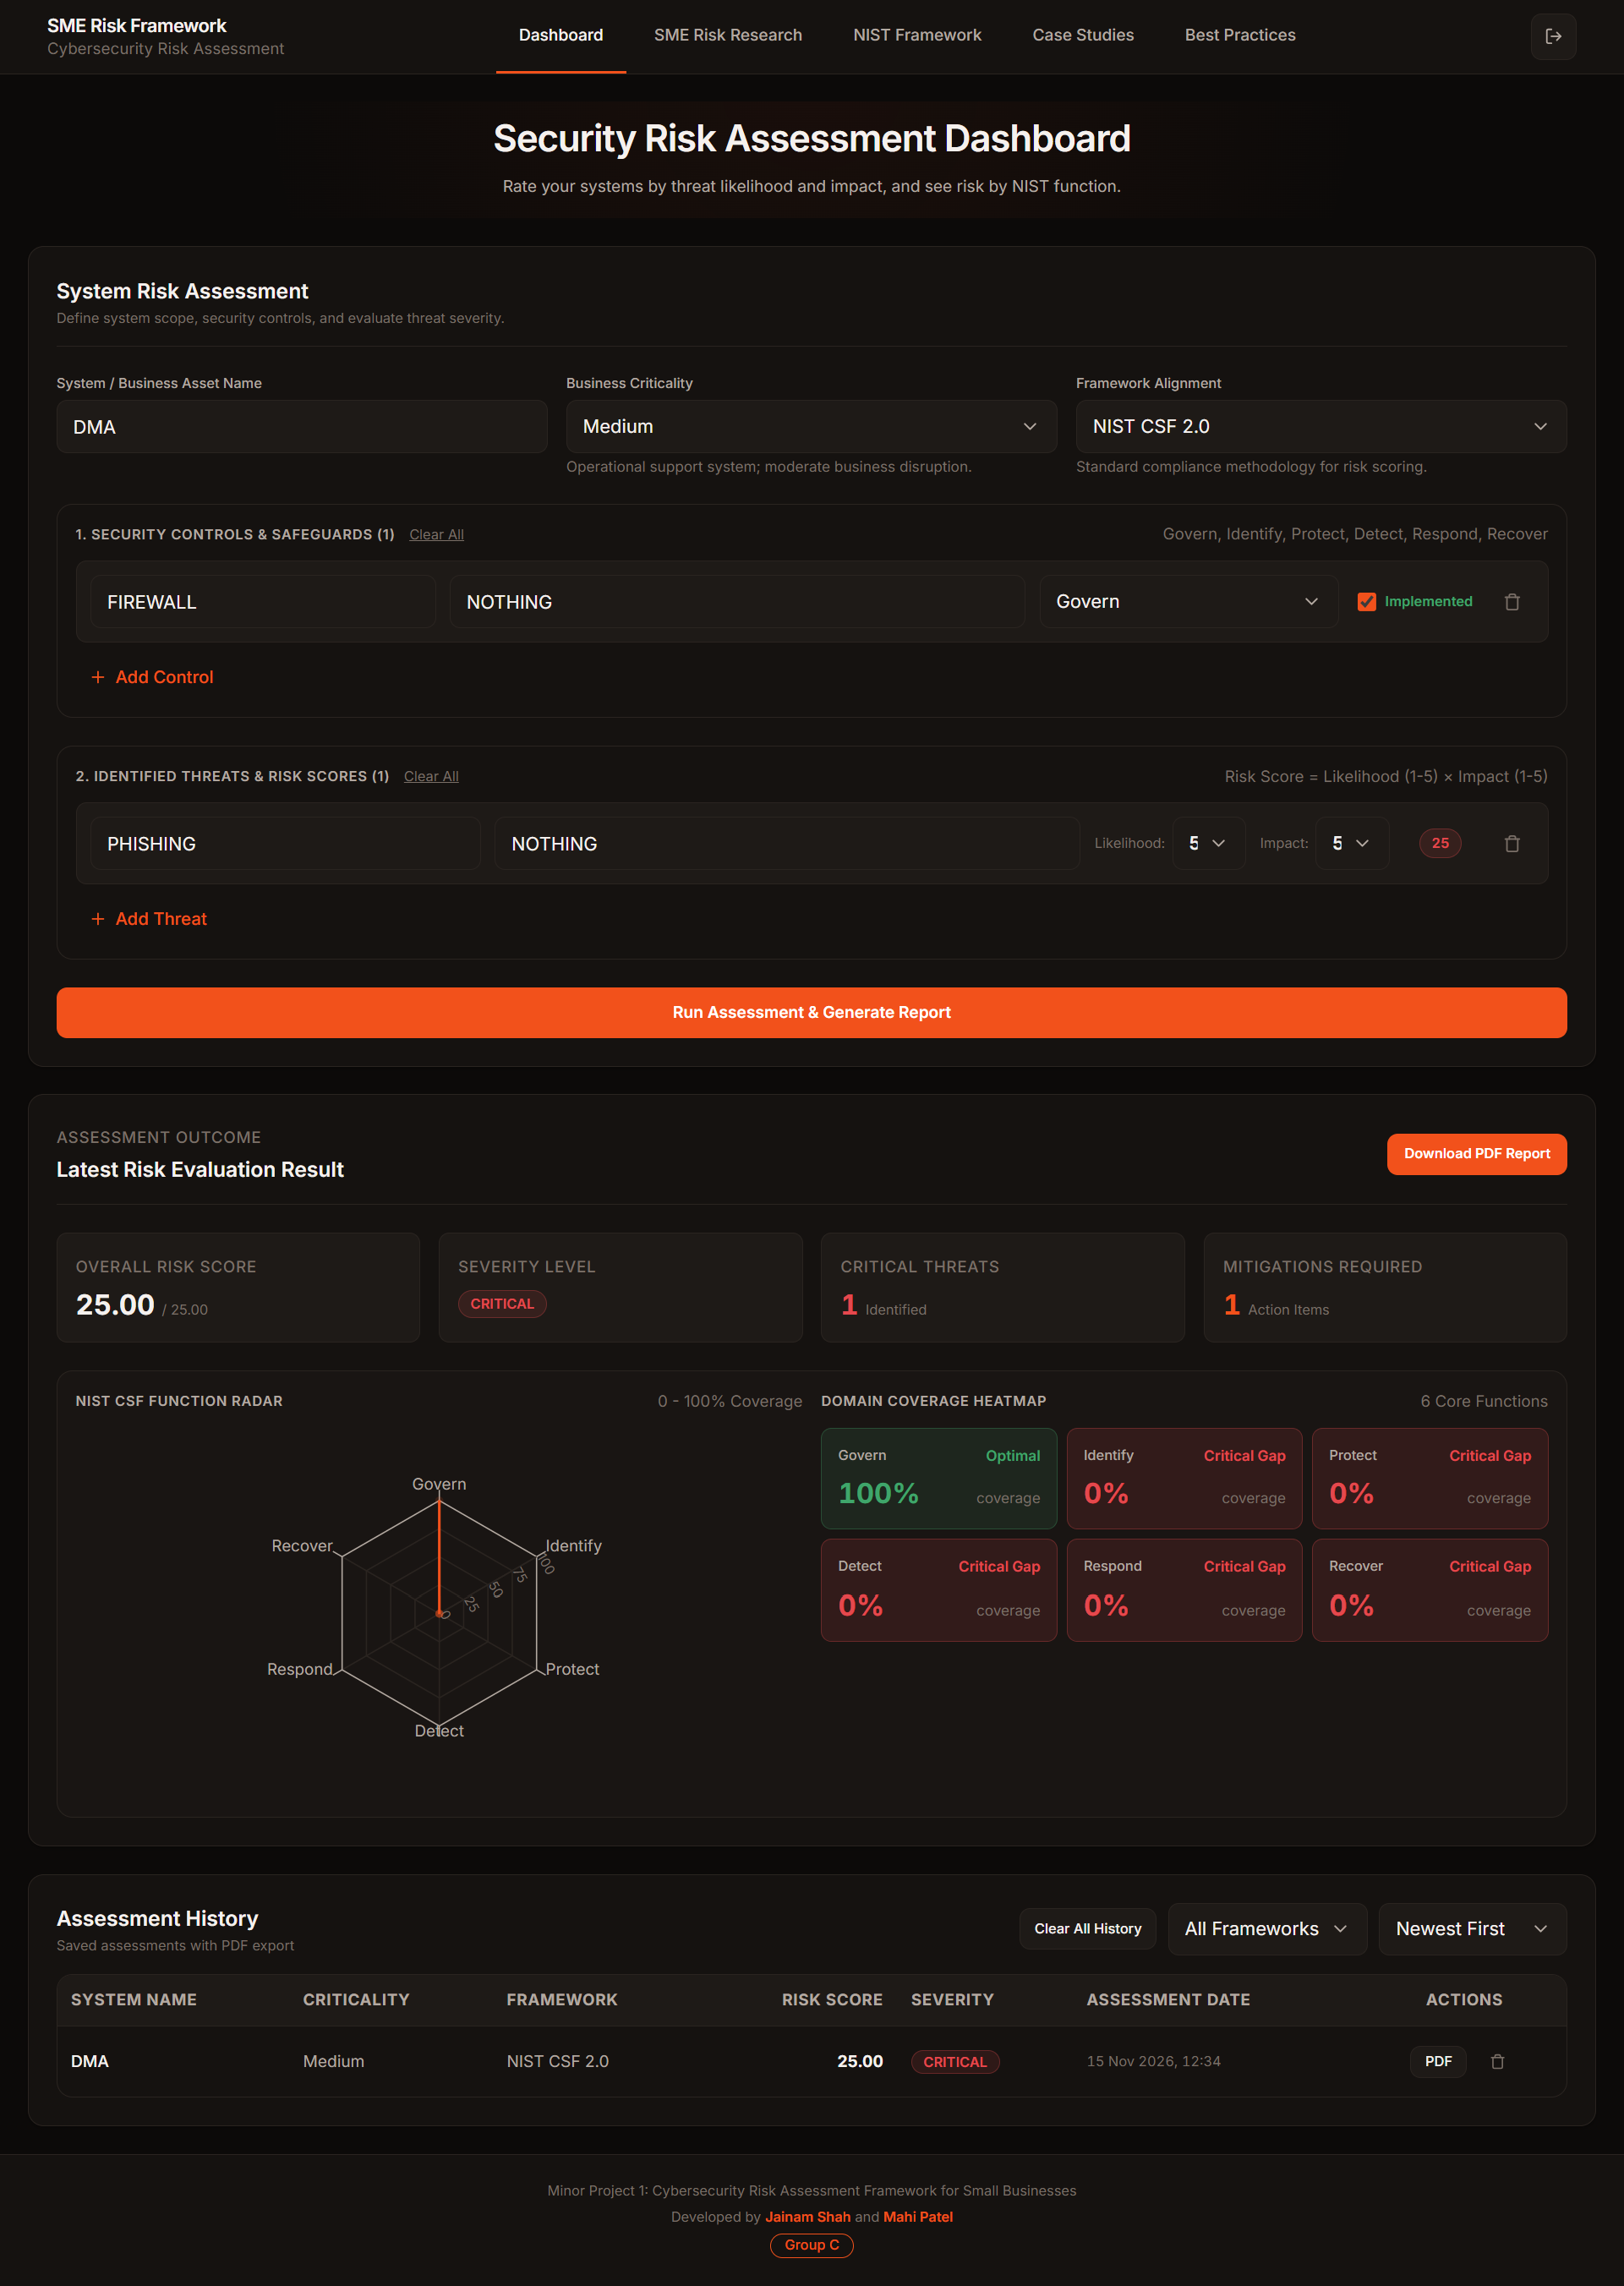 SME Risk Framework
Cybersecurity Risk Assessment
Dashboard
SME Risk Research
NIST Framework
Case Studies
Best Practices
Security Risk Assessment Dashboard
Rate your systems by threat likelihood and impact, and see risk by NIST function.
System Risk Assessment
Define system scope, security controls, and evaluate threat severity.
System / Business Asset Name
Business Criticality
Framework Alignment
DMA
Medium
NIST CSF 2.0
Operational support system; moderate business disruption.
Standard compliance methodology for risk scoring.
1. SECURITY CONTROLS & SAFEGUARDS (1)
Clear All
Govern, Identify, Protect, Detect, Respond, Recover
FIREWALL
NOTHING
Govern
Implemented
+ Add Control
2. IDENTIFIED THREATS & RISK SCORES (1)
Clear All
Risk Score = Likelihood (1-5) × Impact (1-5)
PHISHING
NOTHING
Likelihood:
5
Impact:
5
25
+ Add Threat
Run Assessment & Generate Report
ASSESSMENT OUTCOME
Latest Risk Evaluation Result
Download PDF Report
OVERALL RISK SCORE
25.00 / 25.00
SEVERITY LEVEL
CRITICAL
CRITICAL THREATS
1 Identified
MITIGATIONS REQUIRED
1 Action Items
NIST CSF FUNCTION RADAR
0 - 100% Coverage
Govern
Identify
Protect
Detect
Respond
Recover
0
25
50
75
100
DOMAIN COVERAGE HEATMAP
6 Core Functions
Govern
Optimal
100%
coverage
Identify
Critical Gap
0%
coverage
Protect
Critical Gap
0%
coverage
Detect
Critical Gap
0%
coverage
Respond
Critical Gap
0%
coverage
Recover
Critical Gap
0%
coverage
Assessment History
Saved assessments with PDF export
Clear All History
All Frameworks
Newest First
SYSTEM NAME
CRITICALITY
FRAMEWORK
RISK SCORE
SEVERITY
ASSESSMENT DATE
ACTIONS
DMA
Medium
NIST CSF 2.0
25.00
CRITICAL
15 Nov 2026, 12:34
PDF
Minor Project 1: Cybersecurity Risk Assessment Framework for Small Businesses
Developed by Jainam Shah and Mahi Patel
Group C